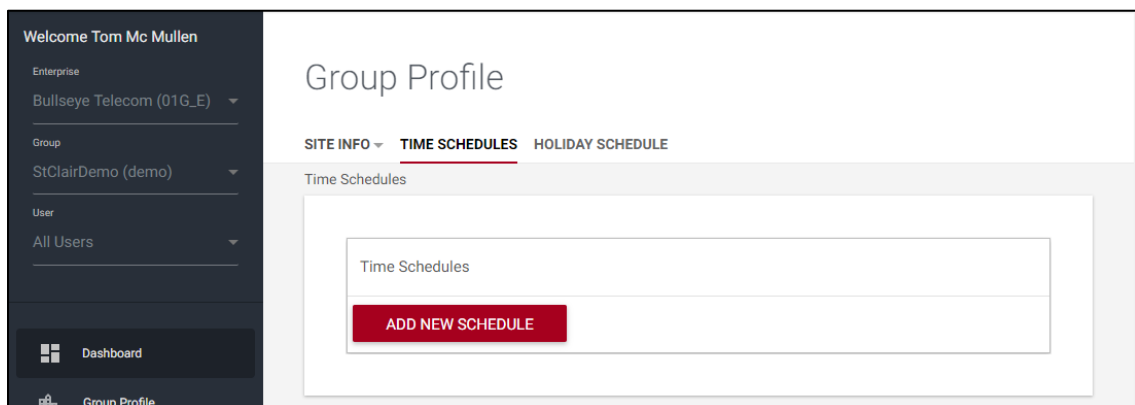 Welcome Tom Mc Mullen
Enterprise
Bullseye Telecom (01G_E)
Group
StClairDemo (demo)
User
All Users
Dashboard
Group Profile
Group Profile
SITE INFO TIME SCHEDULES HOLIDAY SCHEDULE
Time Schedules
Time Schedules
ADD NEW SCHEDULE